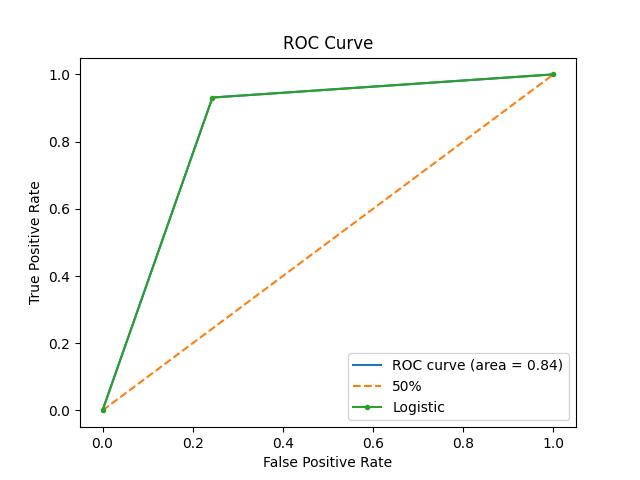 ROC Curve
1.0
0.8
0.6
0.4
0.2
0.0
True Positive Rate
ROC curve (area = 0.84)
50%
Logistic
0.0 0.2 0.4 0.6 0.8 1.0
False Positive Rate